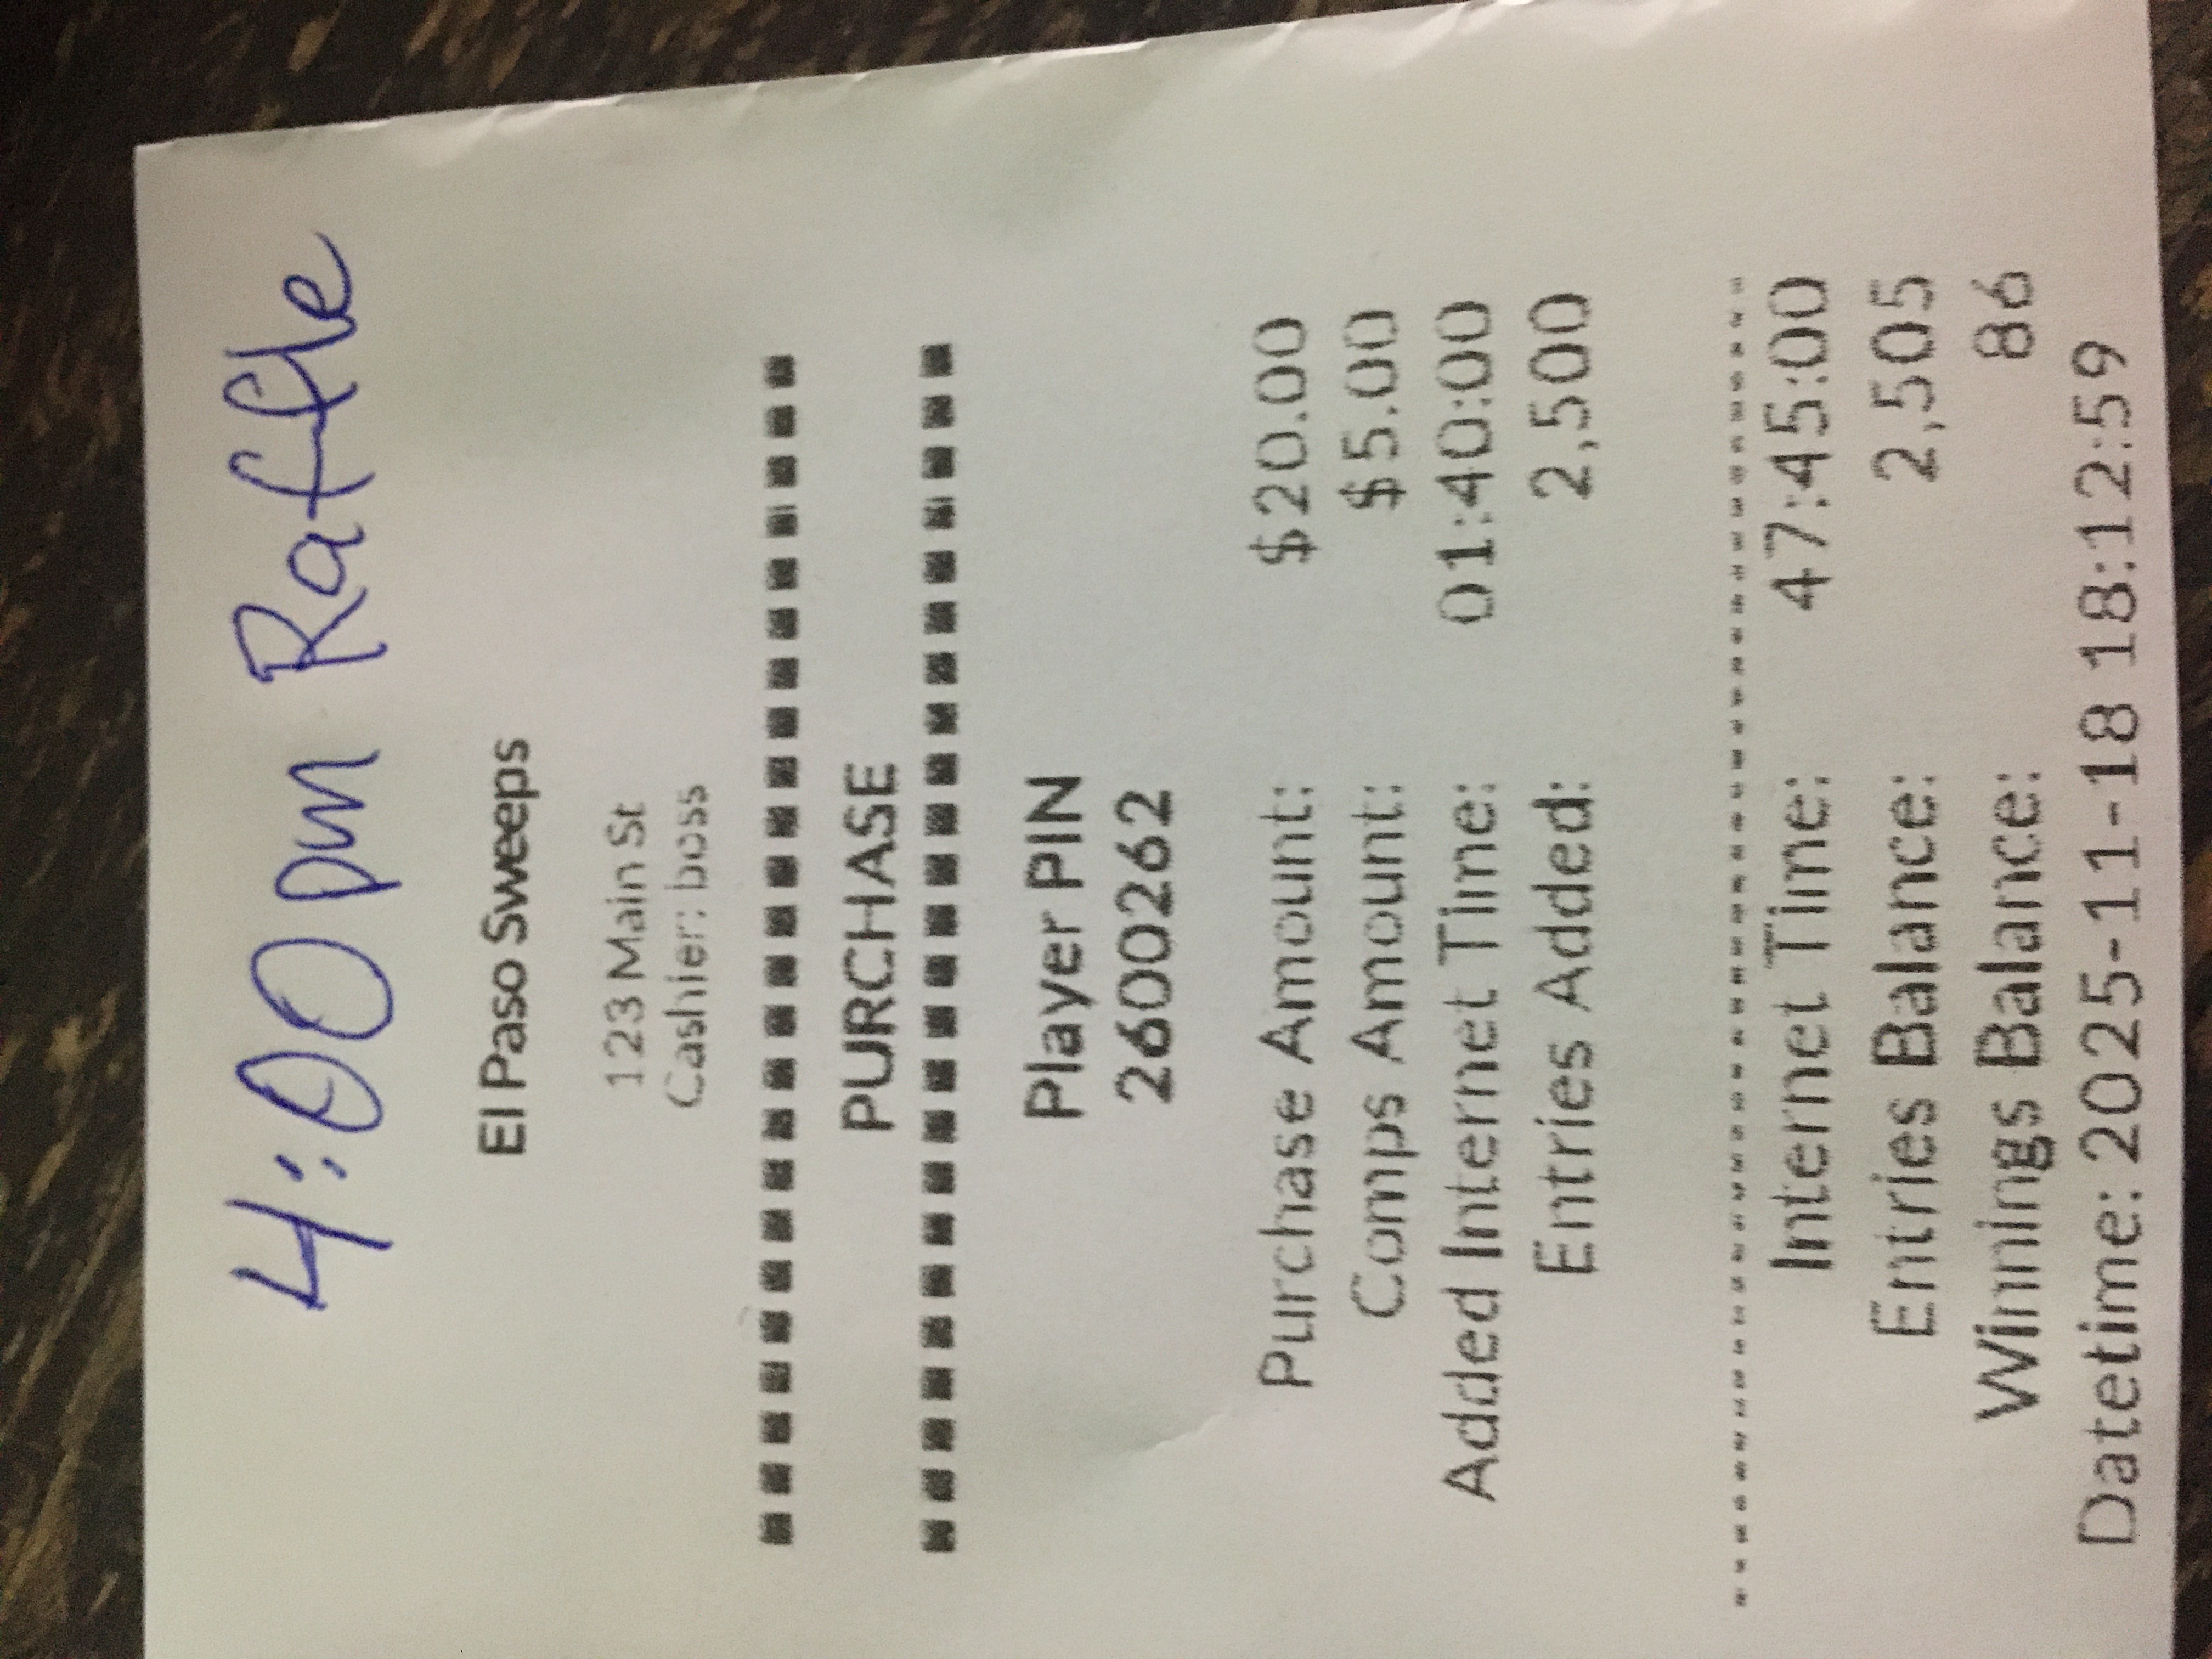 4:00 pm Raffle
El Paso Sweeps
123 Main St
Cashier: boss
PURCHASE
Player PIN
2600262
Purchase Amount: $20.00
Comps Amount: $5.00
Added Internet Time: 01:40:00
Entries Added: 2,500
Internet Time: 47:45:00
Entries Balance: 2,505
Winnings Balance: 86
Datetime: 2025-11-18 18:12:59